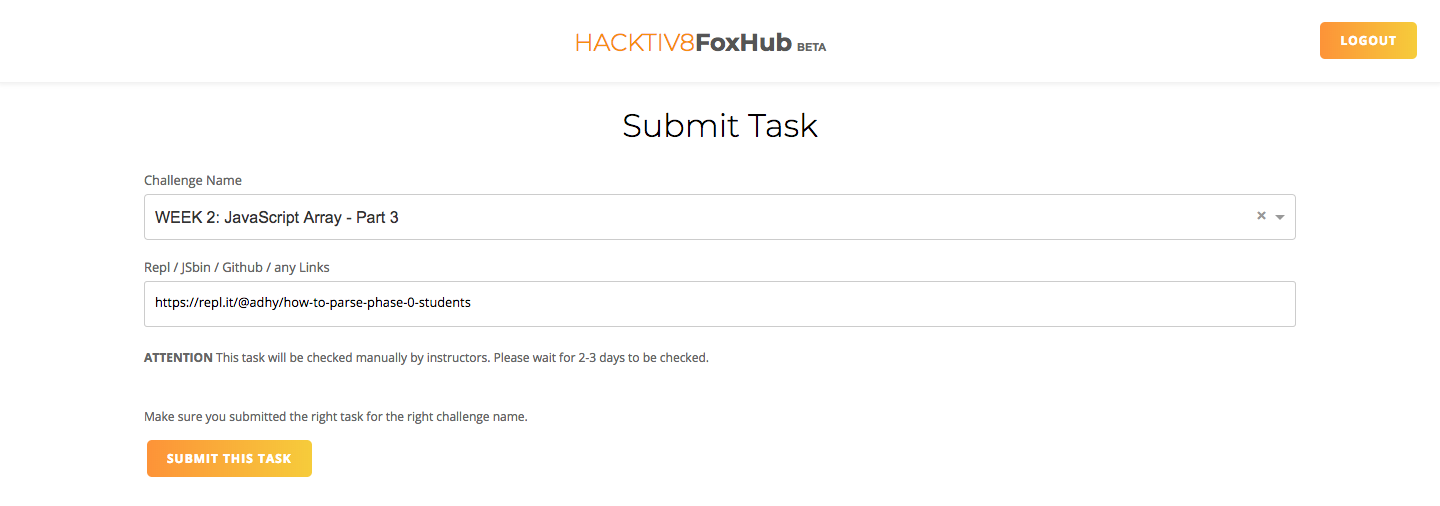 HACKTIV8FoxHub BETA
LOGOUT
Submit Task
Challenge Name
WEEK 2: JavaScript Array - Part 3
Repl / JSbin / Github / any Links
https://repl.it/@adhy/how-to-parse-phase-0-students
ATTENTION This task will be checked manually by instructors. Please wait for 2-3 days to be checked.
Make sure you submitted the right task for the right challenge name.
SUBMIT THIS TASK